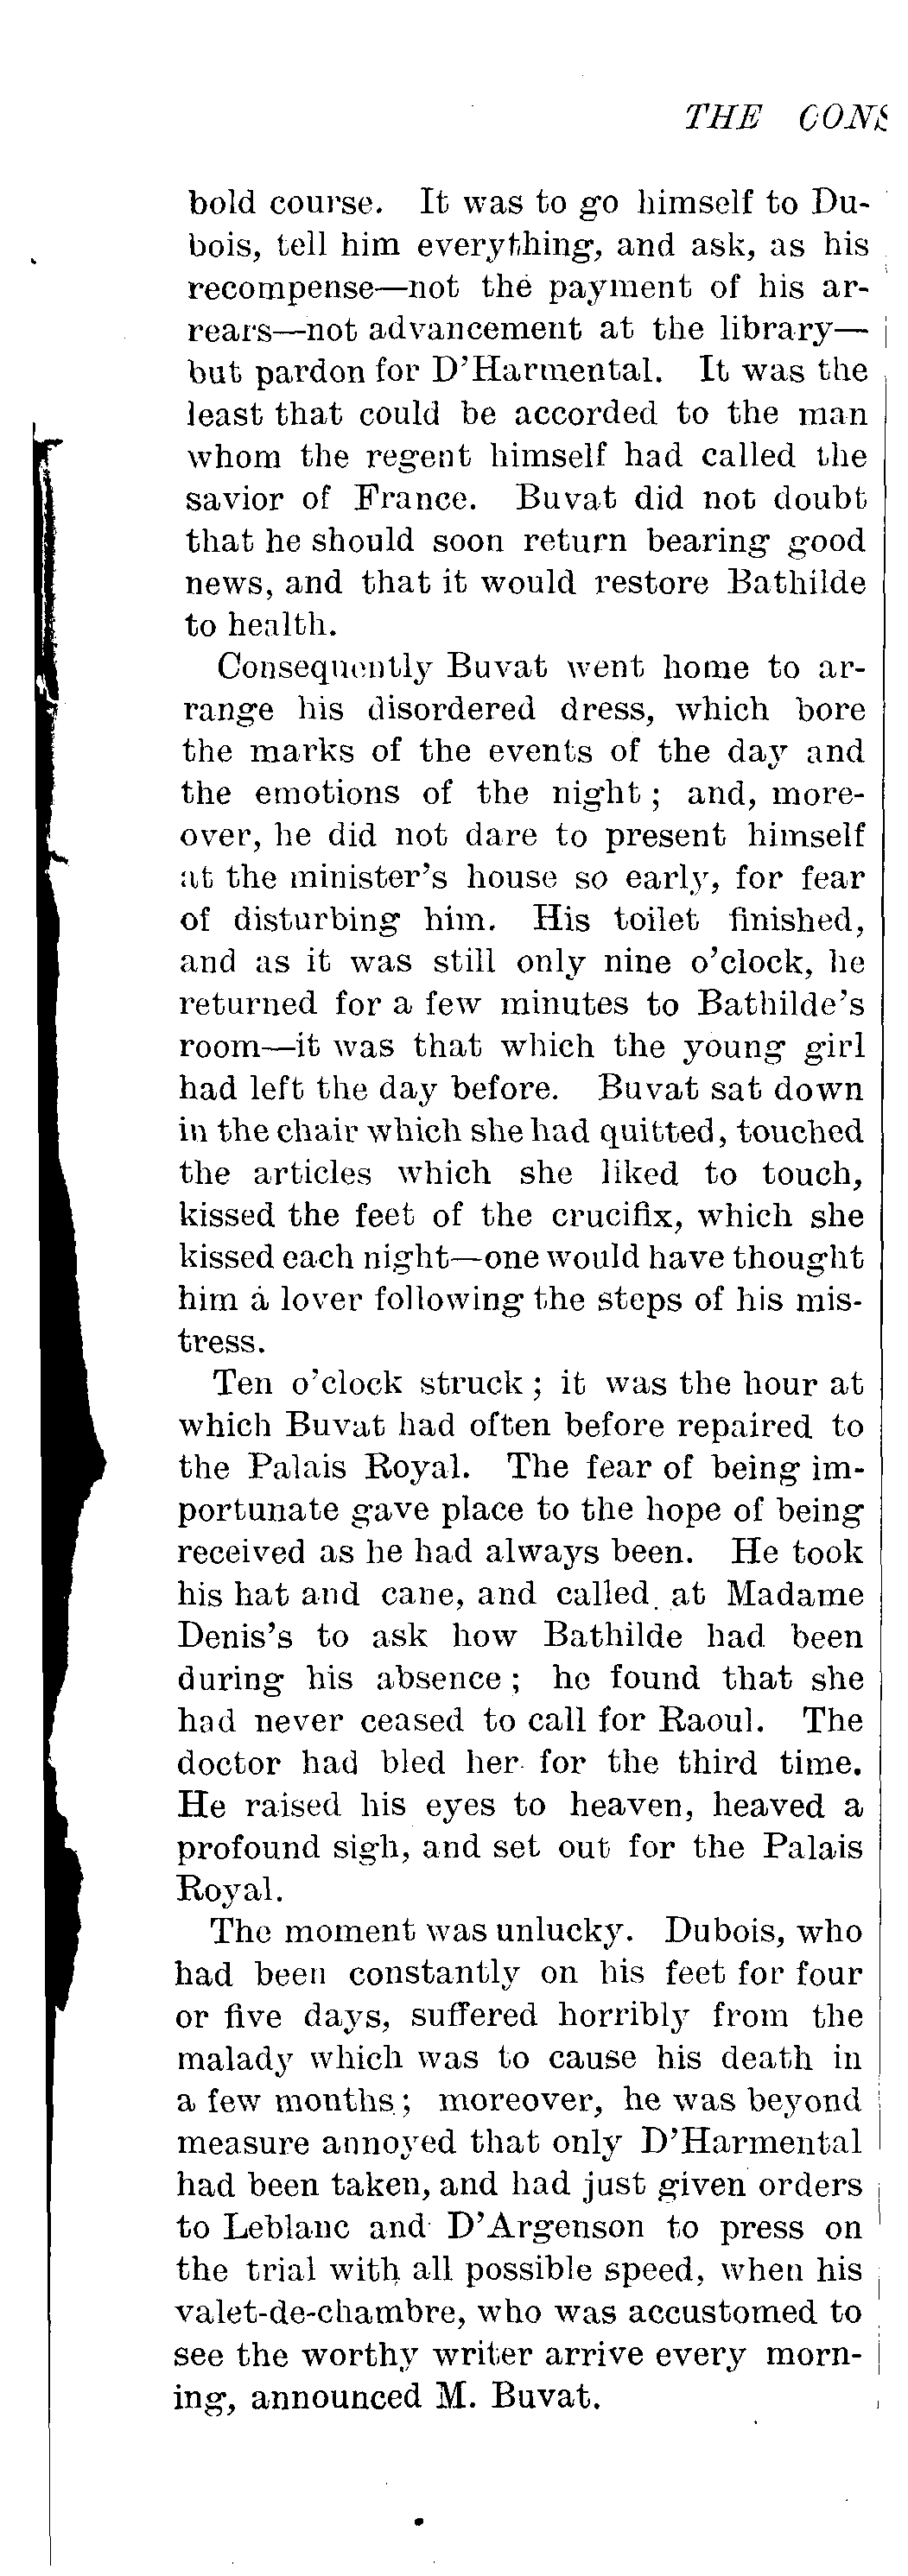 THE CONS
bold course. It was to go himself to Du-
bois, tell him everything, and ask, as his
recompense—not the payment of his ar-
rears—not advancement at the library—
but pardon for D'Harmental. It was the
least that could be accorded to the man
whom the regent himself had called the
savior of France. Buvat did not doubt
that he should soon return bearing good
news, and that it would restore Bathilde
to health.
Consequently Buvat went home to ar-
range his disordered dress, which bore
the marks of the events of the day and
the emotions of the night; and, more-
over, he did not dare to present himself
at the minister's house so early, for fear
of disturbing him. His toilet finished,
and as it was still only nine o'clock, he
returned for a few minutes to Bathilde's
room—it was that which the young girl
had left the day before. Buvat sat down
in the chair which she had quitted, touched
the articles which she liked to touch,
kissed the feet of the crucifix, which she
kissed each night—one would have thought
him a lover following the steps of his mis-
tress.
Ten o'clock struck; it was the hour at
which Buvat had often before repaired to
the Palais Royal. The fear of being im-
portunate gave place to the hope of being
received as he had always been. He took
his hat and cane, and called at Madame
Denis's to ask how Bathilde had been
during his absence; he found that she
had never ceased to call for Raoul. The
doctor had bled her for the third time.
He raised his eyes to heaven, heaved a
profound sigh, and set out for the Palais
Royal.
The moment was unlucky. Dubois, who
had been constantly on his feet for four
or five days, suffered horribly from the
malady which was to cause his death in
a few months; moreover, he was beyond
measure annoyed that only D'Harmental
had been taken, and had just given orders
to Leblanc and D'Argenson to press on
the trial with all possible speed, when his
valet-de-chambre, who was accustomed to
see the worthy writer arrive every morn-
ing, announced M. Buvat.